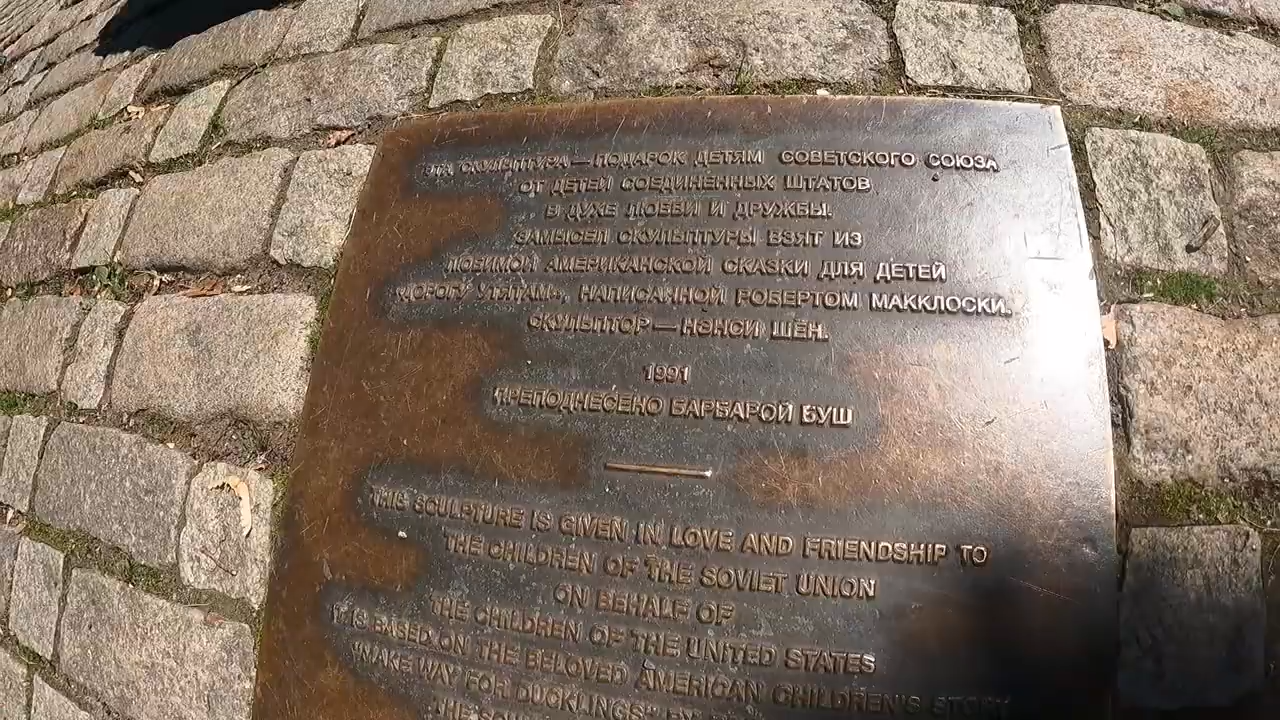 ЭТА СКУЛЬПТУРА — ПОДАРОК ДЕТЯМ СОВЕТСКОГО СОЮЗА
ОТ ДЕТЕЙ СОЕДИНЕННЫХ ШТАТОВ
В ДУХЕ ЛЮБВИ И ДРУЖБЫ.
ЗАМЫСЕЛ СКУЛЬПТУРЫ ВЗЯТ ИЗ
ЛЮБИМОЙ АМЕРИКАНСКОЙ СКАЗКИ ДЛЯ ДЕТЕЙ
«ДОРОГУ УТЯТАМ», НАПИСАННОЙ РОБЕРТОМ МАККЛОСКИ.
СКУЛЬПТОР — НЭНСИ ШЁН.
1991
ПРЕПОДНЕСЕНО БАРБАРОЙ БУШ
THIS SCULPTURE IS GIVEN IN LOVE AND FRIENDSHIP TO
THE CHILDREN OF THE SOVIET UNION
ON BEHALF OF
THE CHILDREN OF THE UNITED STATES
IT IS BASED ON THE BELOVED AMERICAN CHILDREN'S STORY
"MAKE WAY FOR DUCKLINGS" BY
THE